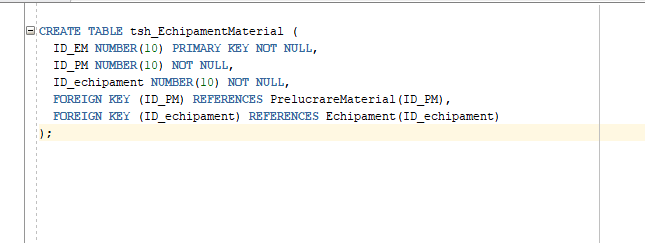 CREATE TABLE tsh_EchipamentMaterial (
ID_EM NUMBER(10) PRIMARY KEY NOT NULL,
ID_PM NUMBER(10) NOT NULL,
ID_echipament NUMBER(10) NOT NULL,
FOREIGN KEY (ID_PM) REFERENCES PrelucrareMaterial(ID_PM),
FOREIGN KEY (ID_echipament) REFERENCES Echipament(ID_echipament)
);